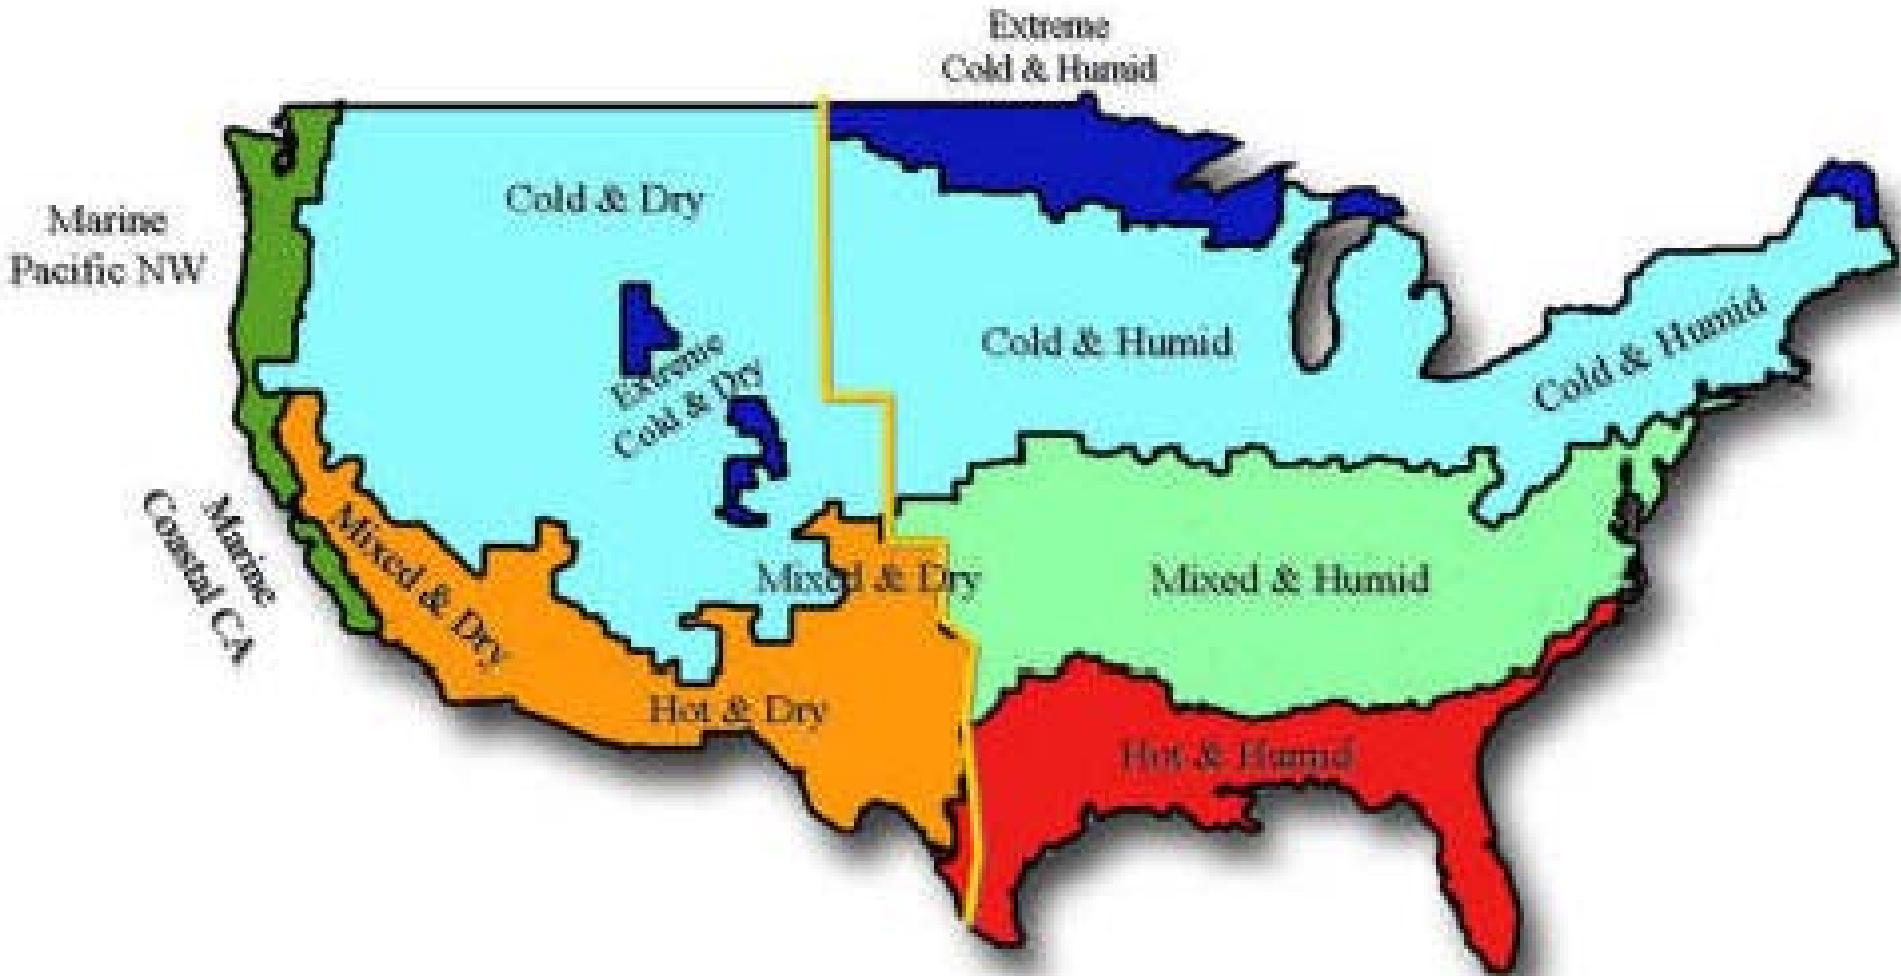 Extreme
Cold & Humid
Cold & Dry
Marine
Pacific NW
Cold & Humid
Cold & Humid
Extreme
Cold & Dry
Marine
Coastal CA
Mixed & Dry
Mixed & Dry
Mixed & Humid
Hot & Dry
Hot & Humid